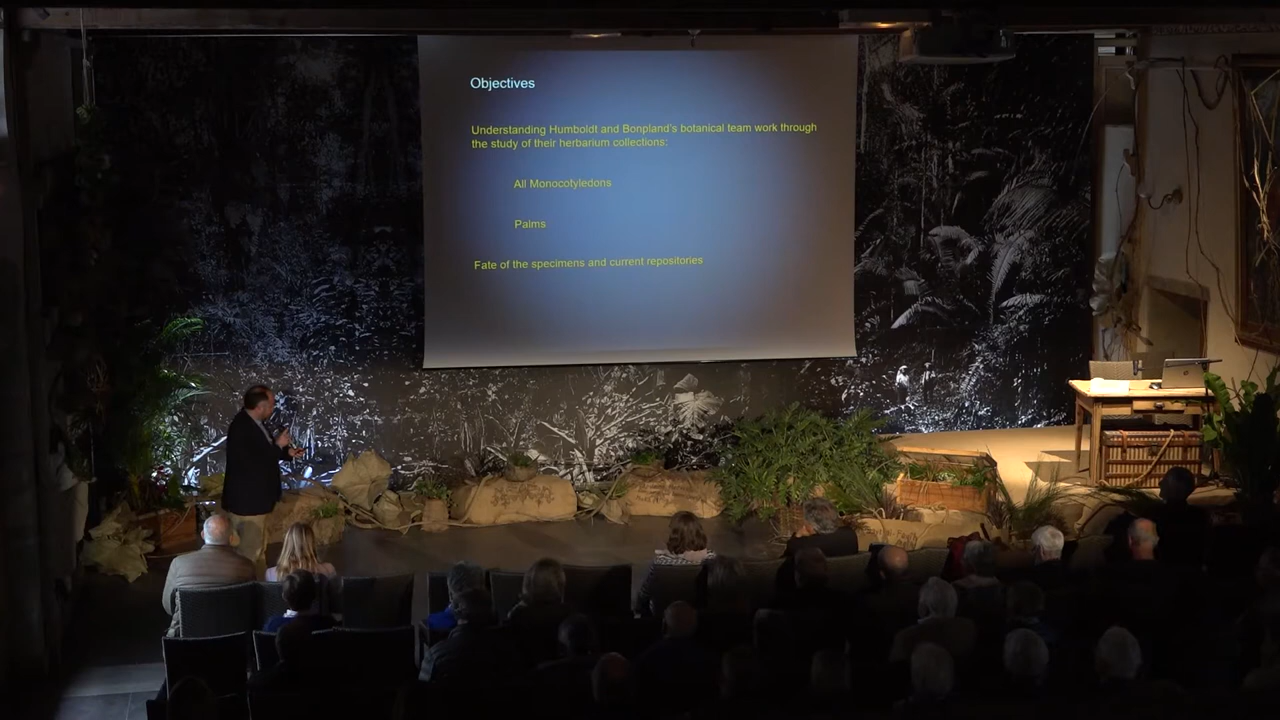 Objectives
Understanding Humboldt and Bonpland's botanical team work through
the study of their herbarium collections:
All Monocotyledons
Palms
Fate of the specimens and current repositories